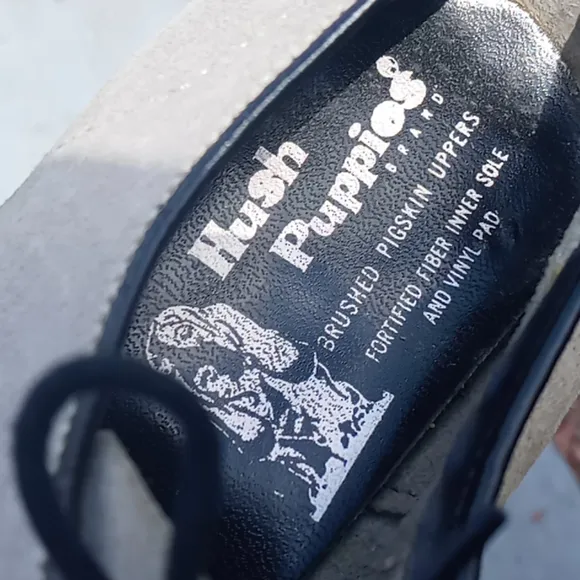 Hush
Puppies®
BRAND
BRUSHED PIGSKIN UPPERS
FORTIFIED FIBER INNER SOLE
AND VINYL PAD